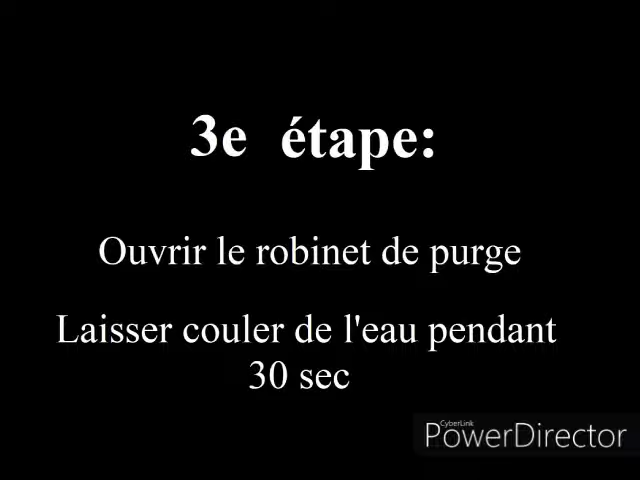 3e étape:
Ouvrir le robinet de purge
Laisser couler de l'eau pendant
30 sec
CyberLink
PowerDirector